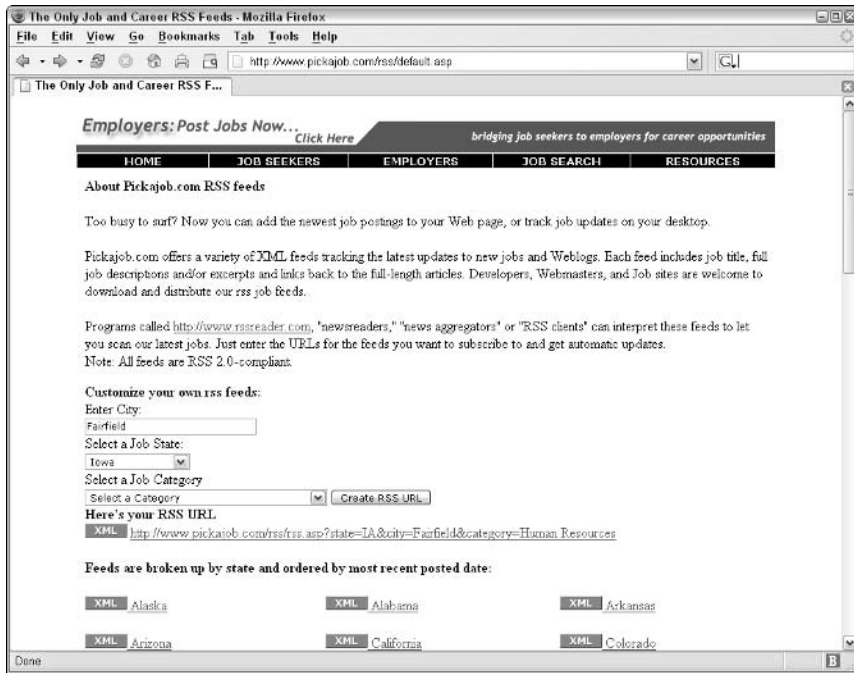 The Only Job and Career RSS Feeds - Mozilla Firefox
File Edit View Go Bookmarks Tab Tools Help
http://www.pickajob.com/rss/default.asp
G
The Only Job and Career RSS F...
Employers: Post Jobs Now...
Click Here
bridging job seekers to employers for career opportunities
HOME JOB SEEKERS EMPLOYERS JOB SEARCH RESOURCES
About Pickajob.com RSS feeds
Too busy to surf? Now you can add the newest job postings to your Web page, or track job updates on your desktop.
Pickajob.com offers a variety of XML feeds tracking the latest updates to new jobs and Weblogs. Each feed includes job title, full
job descriptions and/or excerpts and links back to the full-length articles. Developers, Webmasters, and Job sites are welcome to
download and distribute our rss job feeds.
Programs called http://www.rssreader.com, "newsreaders," "news aggregators" or "RSS clients" can interpret these feeds to let
you scan our latest jobs. Just enter the URLs for the feeds you want to subscribe to and get automatic updates.
Note: All feeds are RSS 2.0-compliant.
Customize your own rss feeds:
Enter City:
Fairfield
Select a Job State:
Iowa
Select a Job Category
Select a Category Create RSS URL
Here's your RSS URL
XML http://www.pickajob.com/rss/rss.asp?state=IA&city=Fairfield&category=Human Resources
Feeds are broken up by state and ordered by most recent posted date:
XML Alaska XML Alabama XML Arkansas
XML Arizona XML California XML Colorado
Done B